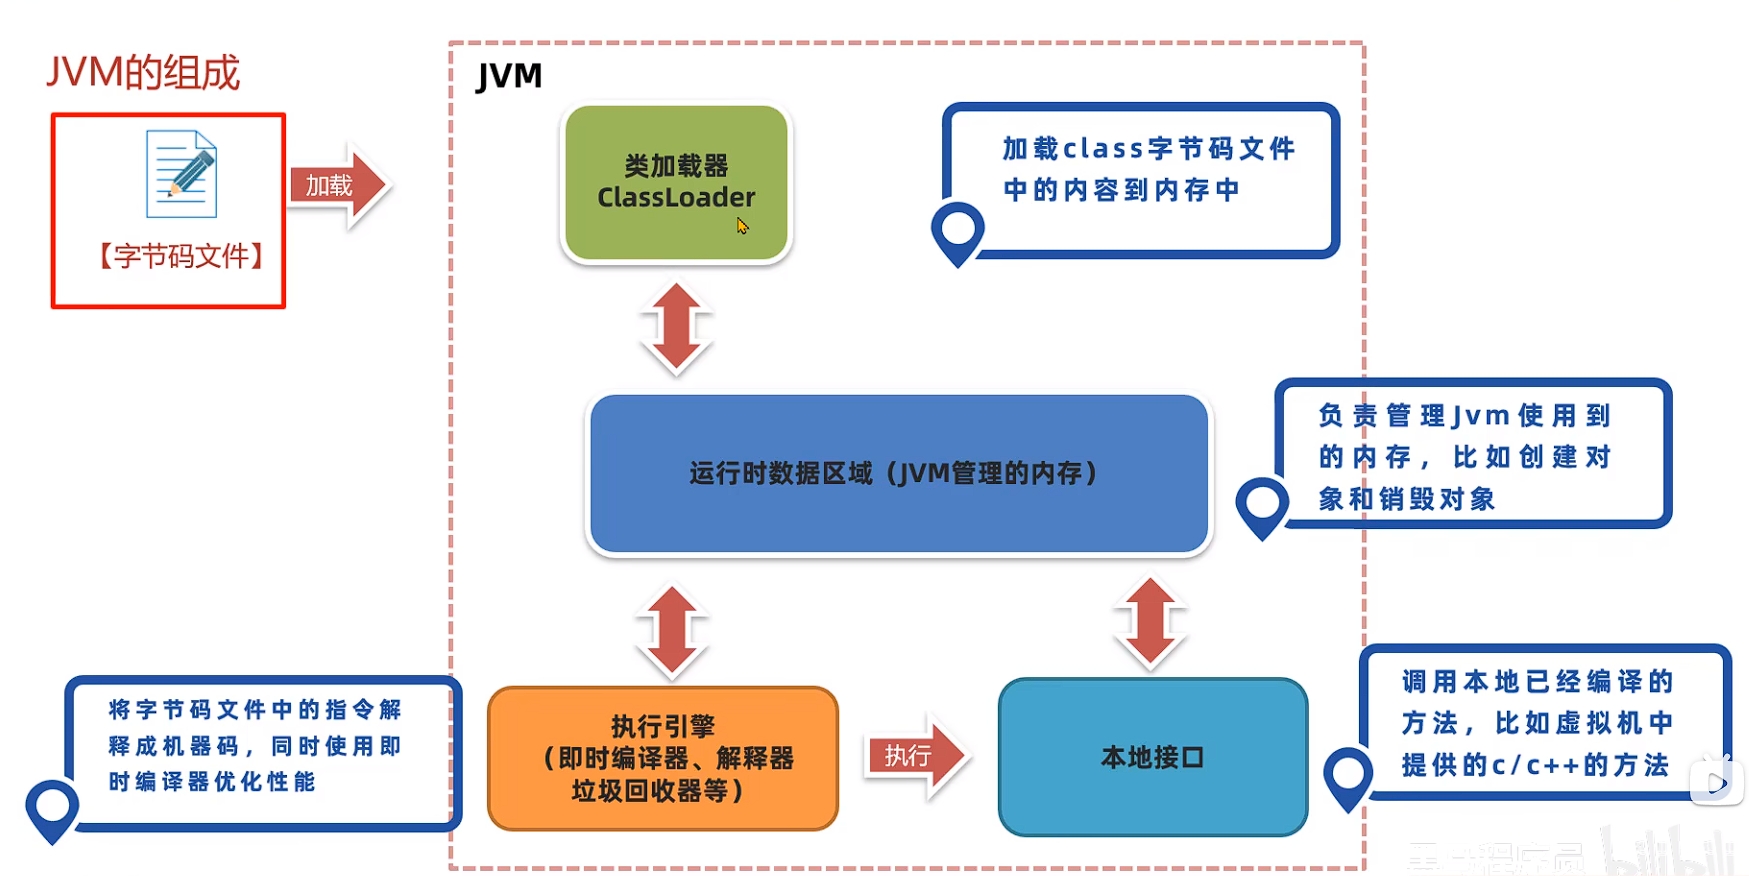 JVM的组成
JVM
【字节码文件】
加载
类加载器
ClassLoader
加载class字节码文件
中的内容到内存中
运行时数据区域（JVM管理的内存）
负责管理Jvm使用到
的内存，比如创建对
象和销毁对象
将字节码文件中的指令解
释成机器码，同时使用即
时编译器优化性能
执行引擎
（即时编译器、解释器
垃圾回收器等）
执行
本地接口
调用本地已经编译的
方法，比如虚拟机中
提供的c/c++的方法
bilibili